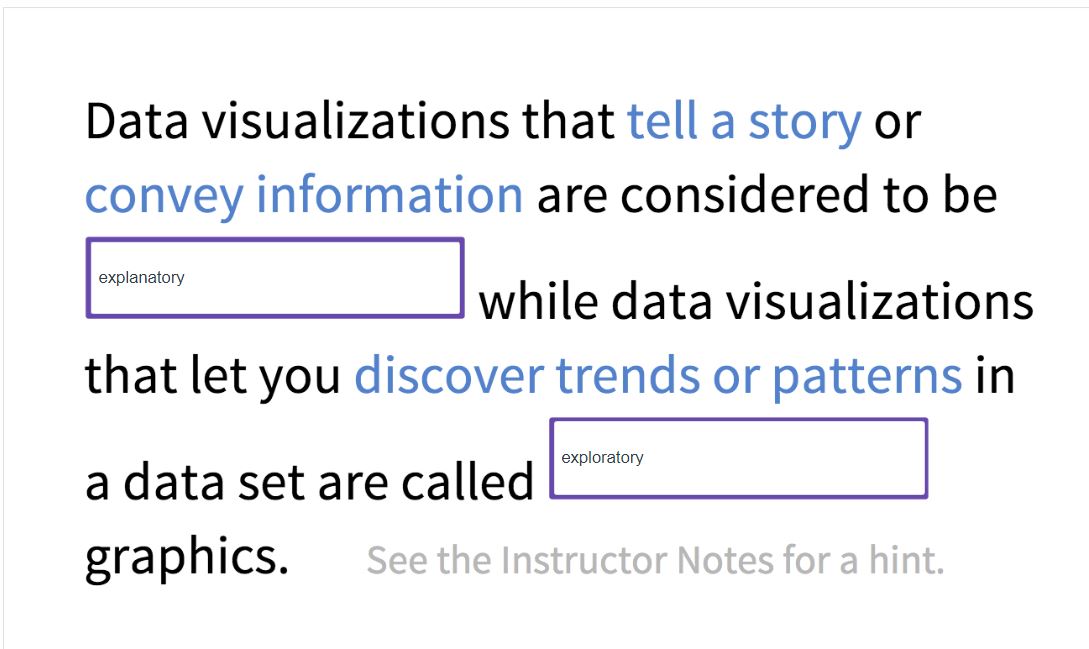 Data visualizations that tell a story or
convey information are considered to be
explanatory while data visualizations
that let you discover trends or patterns in
a data set are called exploratory
graphics. See the Instructor Notes for a hint.